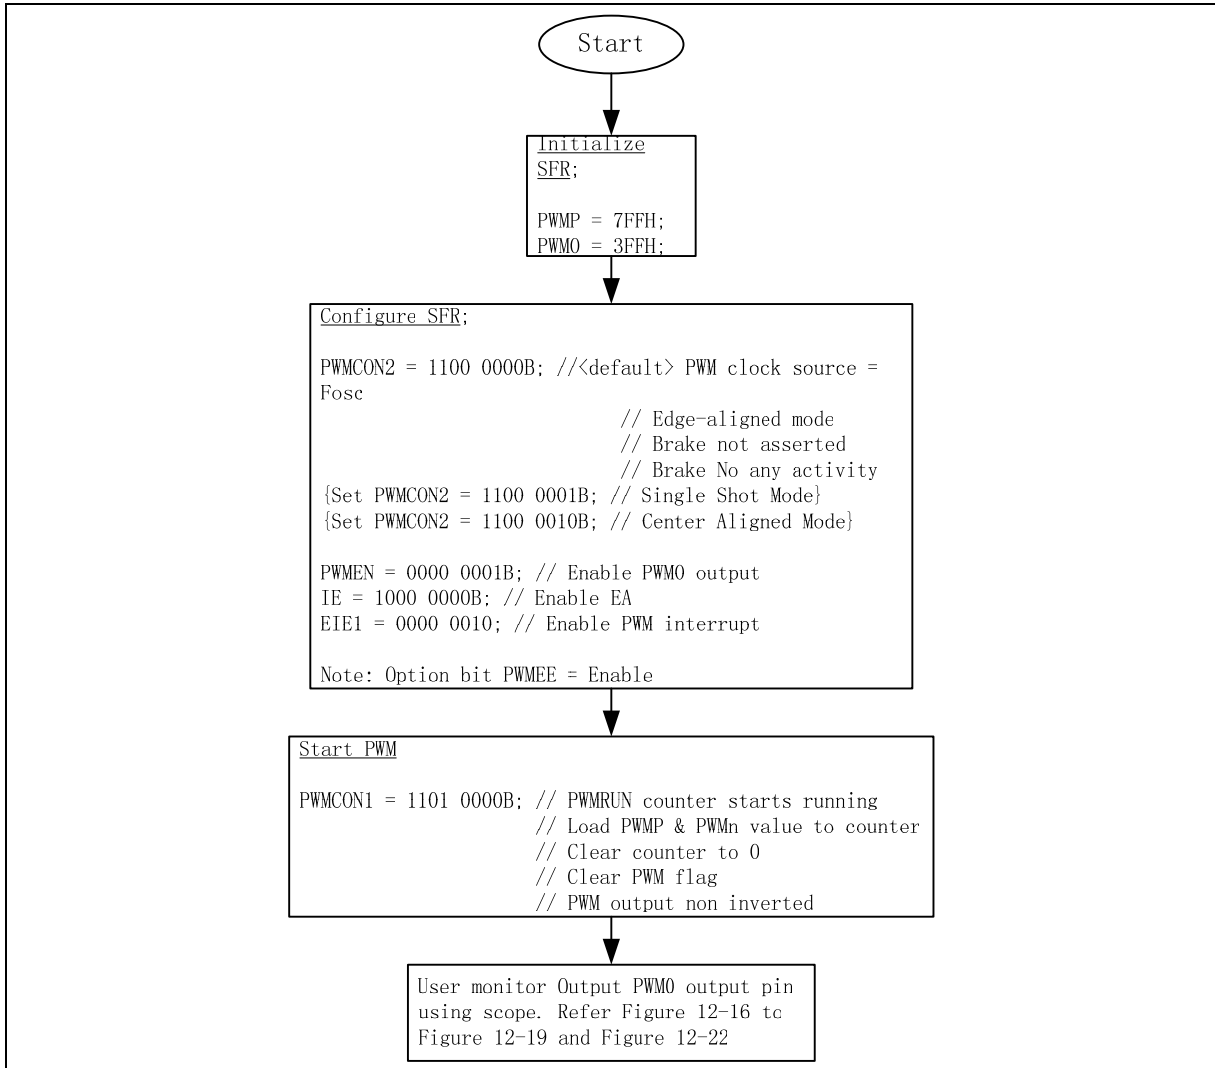 Start
Initialize
SFR;
PWMP = 7FFH;
PWM0 = 3FFH;
Configure SFR;
PWMCON2 = 1100 0000B; //<default> PWM clock source =
Fosc
// Edge-aligned mode
// Brake not asserted
// Brake No any activity
{Set PWMCON2 = 1100 0001B; // Single Shot Mode}
{Set PWMCON2 = 1100 0010B; // Center Aligned Mode}
PWMEN = 0000 0001B; // Enable PWM0 output
IE = 1000 0000B; // Enable EA
EIE1 = 0000 0010; // Enable PWM interrupt
Note: Option bit PWMEE = Enable
Start PWM
PWMCON1 = 1101 0000B; // PWMRUN counter starts running
// Load PWMP & PWMn value to counter
// Clear counter to 0
// Clear PWM flag
// PWM output non inverted
User monitor Output PWM0 output pin
using scope. Refer Figure 12-16 to
Figure 12-19 and Figure 12-22